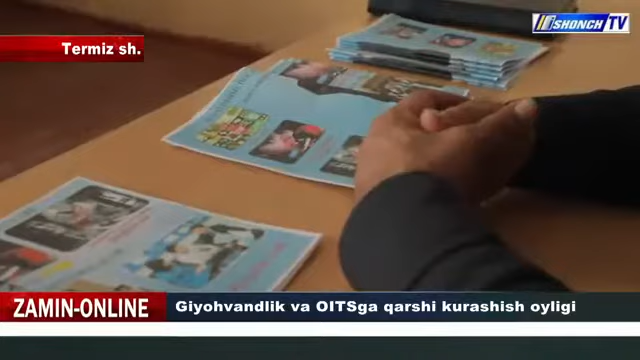 ISHONCH TV
Termiz sh.
ZAMIN-ONLINE
Giyohvandlik va OITSga qarshi kurashish oyligi